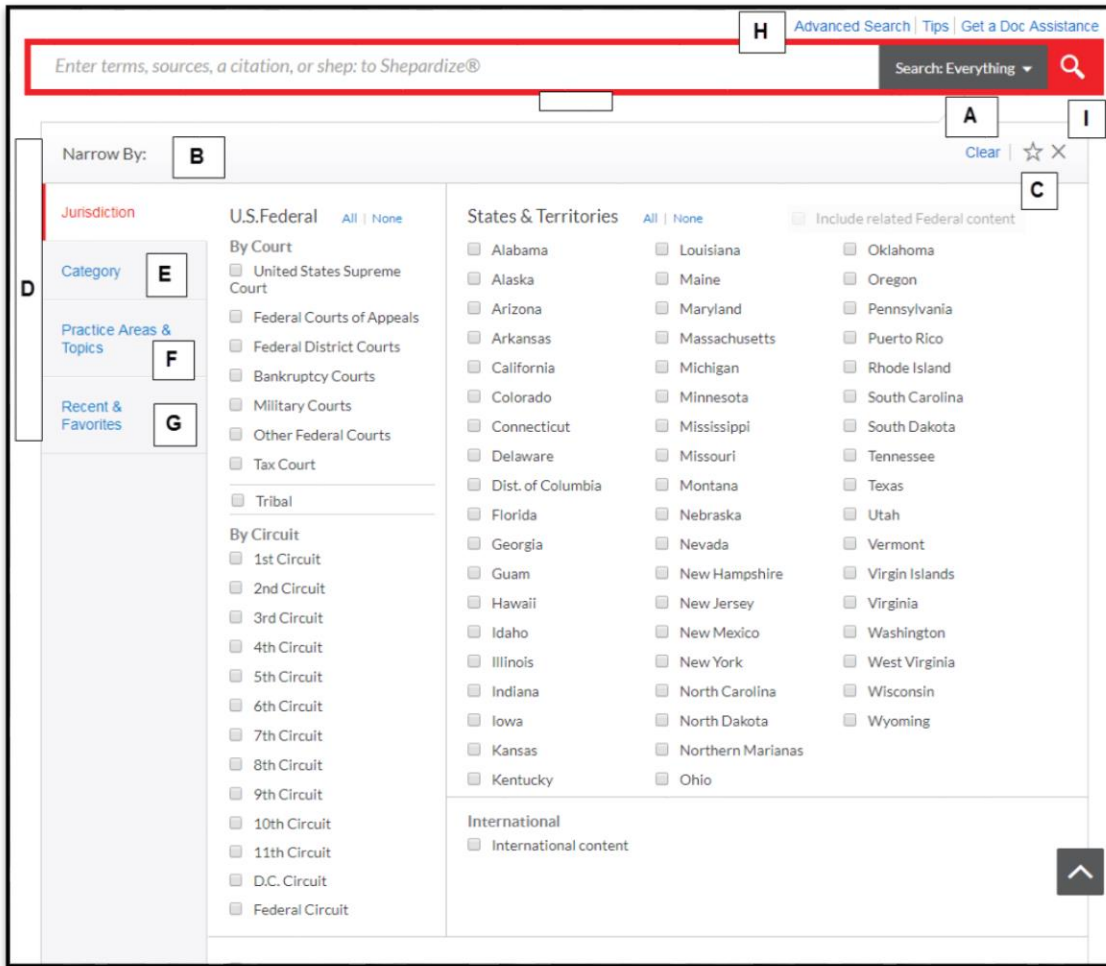 H
Advanced Search | Tips | Get a Doc Assistance
Enter terms, sources, a citation, or shep: to Shepardize®
Search: Everything
A
I
D
Narrow By:
B
Clear
C
Jurisdiction
Category
E
Practice Areas &
Topics
F
Recent &
Favorites
G
U.S.Federal All | None
By Court
United States Supreme
Court
Federal Courts of Appeals
Federal District Courts
Bankruptcy Courts
Military Courts
Other Federal Courts
Tax Court
Tribal
By Circuit
1st Circuit
2nd Circuit
3rd Circuit
4th Circuit
5th Circuit
6th Circuit
7th Circuit
8th Circuit
9th Circuit
10th Circuit
11th Circuit
D.C. Circuit
Federal Circuit
States & Territories All | None
Include related Federal content
Alabama
Alaska
Arizona
Arkansas
California
Colorado
Connecticut
Delaware
Dist. of Columbia
Florida
Georgia
Guam
Hawaii
Idaho
Illinois
Indiana
Iowa
Kansas
Kentucky
Louisiana
Maine
Maryland
Massachusetts
Michigan
Minnesota
Mississippi
Missouri
Montana
Nebraska
Nevada
New Hampshire
New Jersey
New Mexico
New York
North Carolina
North Dakota
Northern Marianas
Ohio
Oklahoma
Oregon
Pennsylvania
Puerto Rico
Rhode Island
South Carolina
South Dakota
Tennessee
Texas
Utah
Vermont
Virgin Islands
Virginia
Washington
West Virginia
Wisconsin
Wyoming
International
International content